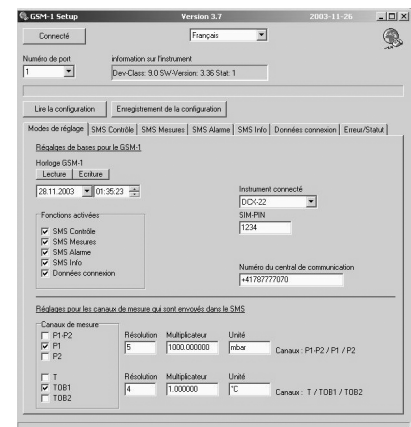 GSM-1 Setup Version 3.7 2003-11-26
Connecté Français
Numéro de port information sur l'instrument
1 Dev-Class: 9.0 SW-Version: 3.36 Stat: 1
Lire la configuration Enregistrement de la configuration
Modes de réglage SMS Contrôle SMS Mesures SMS Alarme SMS Info Données connexion Erreur/Statut
Régalges de bases pour le GSM-1
Horloge GSM-1
Lecture Ecriture
28.11.2003 01:35:23
Instrument connecté
DCX-22
SIM-PIN
1234
Fonctions activées
SMS Contrôle
SMS Mesures
SMS Alarme
SMS Info
Données connexion
Numéro du central de communication
+41787777070
Réglages pour les canaux de mesure qui sont envoyés dans le SMS
Canaux de mesure
P1-P2
P1
P2
Résolution Multiplicateur Unité
5 1000.000000 mbar Canaux : P1-P2 / P1 / P2
T
TOB1
TOB2
Résolution Multiplicateur Unité
4 1.000000 °C Canaux : T / TOB1 / TOB2